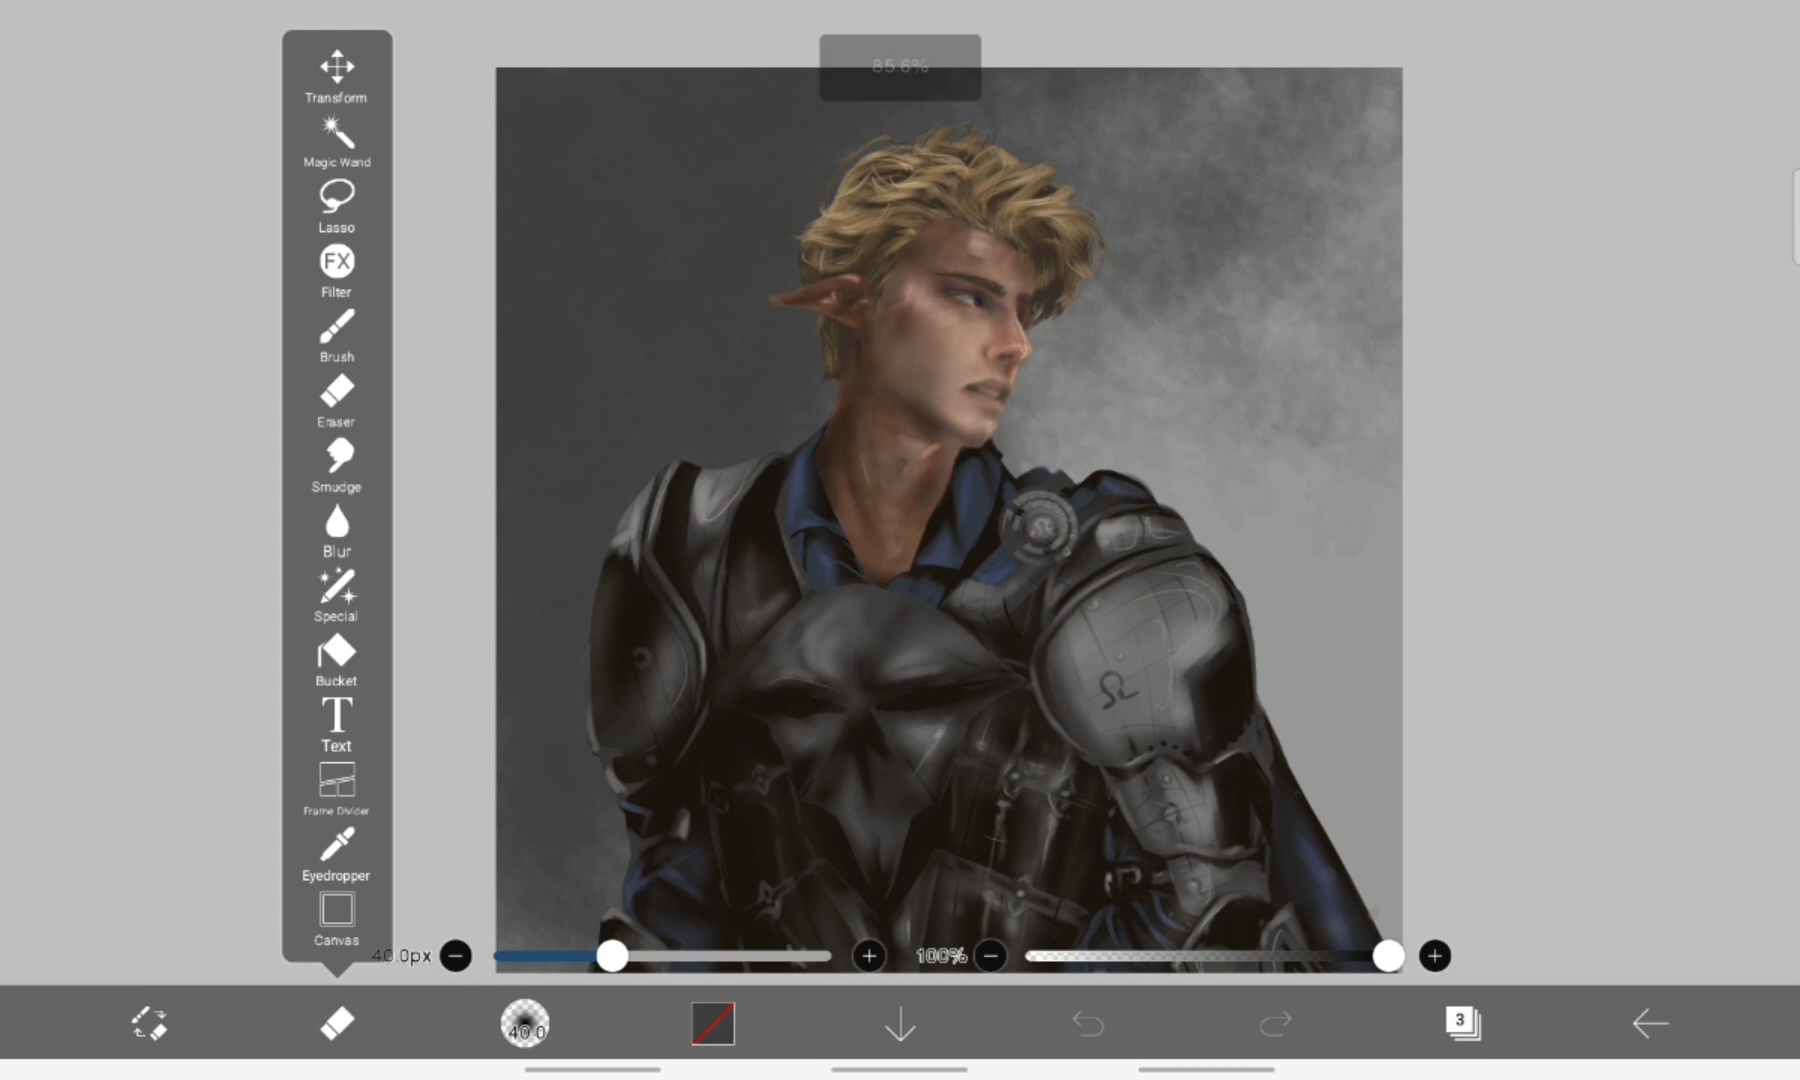 85.6%
Transform
Magic Wand
Lasso
FX
Filter
Brush
Eraser
Smudge
Blur
Special
Bucket
T
Text
Frame Divider
Eyedropper
Canvas
40.0px
100%
40.0
3
Ω
Ω